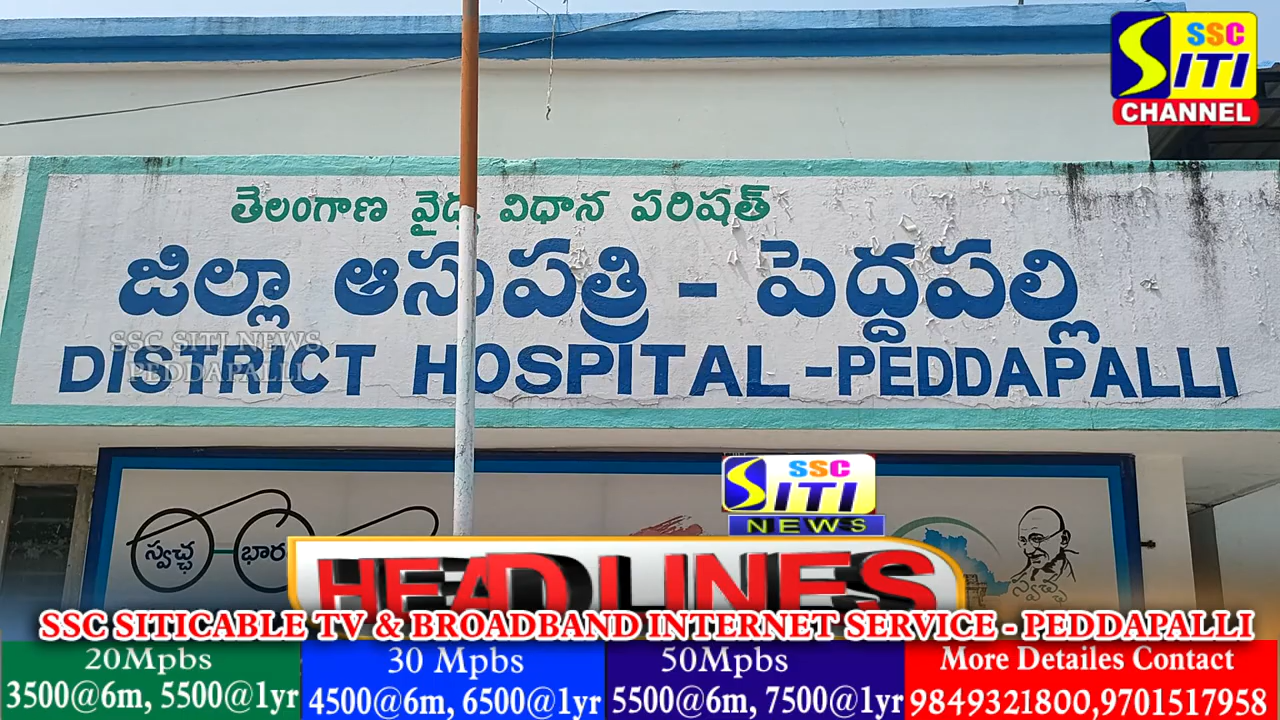 SSC
SITI
CHANNEL
తెలంగాణ వైద్య విధాన పరిషత్
జిల్లా ఆసుపత్రి - పెద్దపల్లి
SSC SITI NEWS
PEDDAPALLI
DISTRICT HOSPITAL -PEDDAPALLI
SSC
SITI
NEWS
స్వచ్ఛ
HEADLINES
SSC SITICABLE TV & BROADBAND INTERNET SERVICE - PEDDAPALLI
20Mpbs
3500@6m, 5500@1yr
30 Mpbs
4500@6m, 6500@1yr
50Mpbs
5500@6m, 7500@1yr
More Detailes Contact
9849321800,9701517958